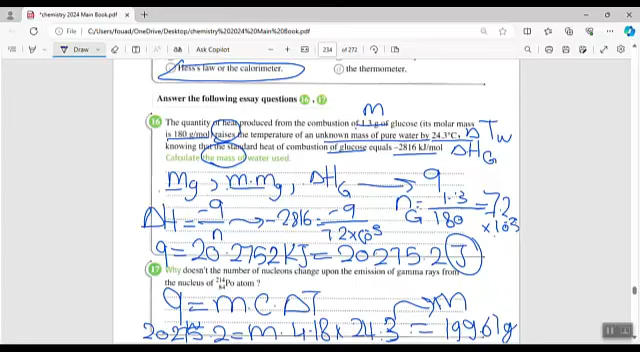 *chemistry 2024 Main Book.pdf
File | C:/Users/fouad/OneDrive/Desktop/chemistry%202024%20Main%20Book.pdf
Draw Ask Copilot 234 of 272
Hess's law or the calorimeter. d the thermometer.
Answer the following essay questions 16 , 17
M
16 The quantity of heat produced from the combustion of 1.3 g of glucose (its molar mass
is 180 g/mol) raises the temperature of an unknown mass of pure water by 24.3°C, ΔTw
knowing that the standard heat of combustion of glucose equals –2816 kJ/mol ΔHG
Calculate the mass of water used.
Mg, m.mg, ΔHG → q
nG = 1.3/180 = 7.2 × 10^-3
ΔH = -q/n → -2816 = -q/7.2×10^-3
q = 20.2752 KJ = 20275.2 J
17 Why doesn't the number of nucleons change upon the emission of gamma rays from
the nucleus of 214 84 Po atom ?
q = m.C.ΔT → m
20275.2 = m. 4.18 × 24.3 = 199.61 g